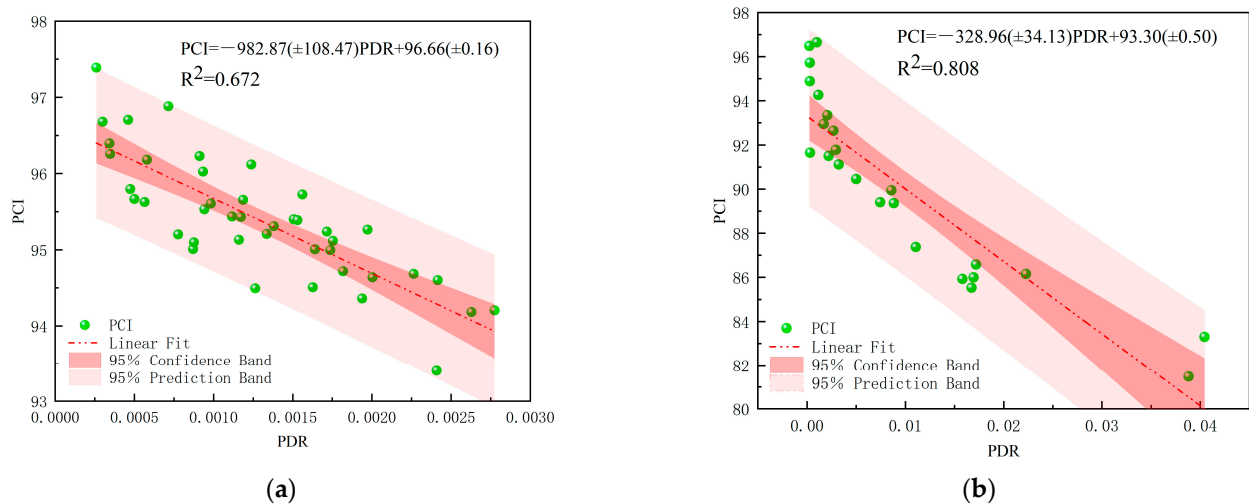 PCI=−982.87(±108.47)PDR+96.66(±0.16)
R²=0.672
98
97
96
95
94
93
PCI
PCI
Linear Fit
95% Confidence Band
95% Prediction Band
0.0000 0.0005 0.0010 0.0015 0.0020 0.0025 0.0030
PDR
(a)
PCI=−328.96(±34.13)PDR+93.30(±0.50)
R²=0.808
98
96
94
92
90
88
86
84
82
80
PCI
PCI
Linear Fit
95% Confidence Band
95% Prediction Band
0.00 0.01 0.02 0.03 0.04
PDR
(b)